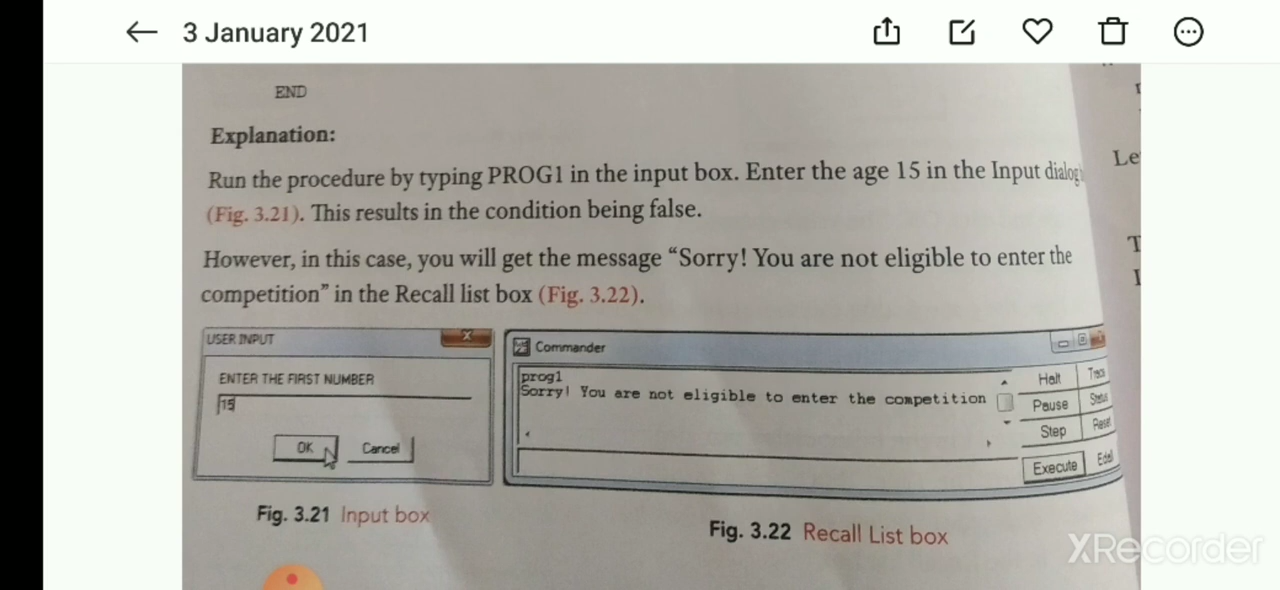 3 January 2021
END
Explanation:
Run the procedure by typing PROG1 in the input box. Enter the age 15 in the Input
(Fig. 3.21). This results in the condition being false.
However, in this case, you will get the message “Sorry! You are not eligible to enter the
competition” in the Recall list box (Fig. 3.22).
USER INPUT
ENTER THE FIRST NUMBER
15
OK
Cancel
Fig. 3.21 Input box
Commander
prog1
Sorry! You are not eligible to enter the competition
Halt
Trace
Pause
Status
Step
Reset
Execute
Fig. 3.22 Recall List box
XRecorder